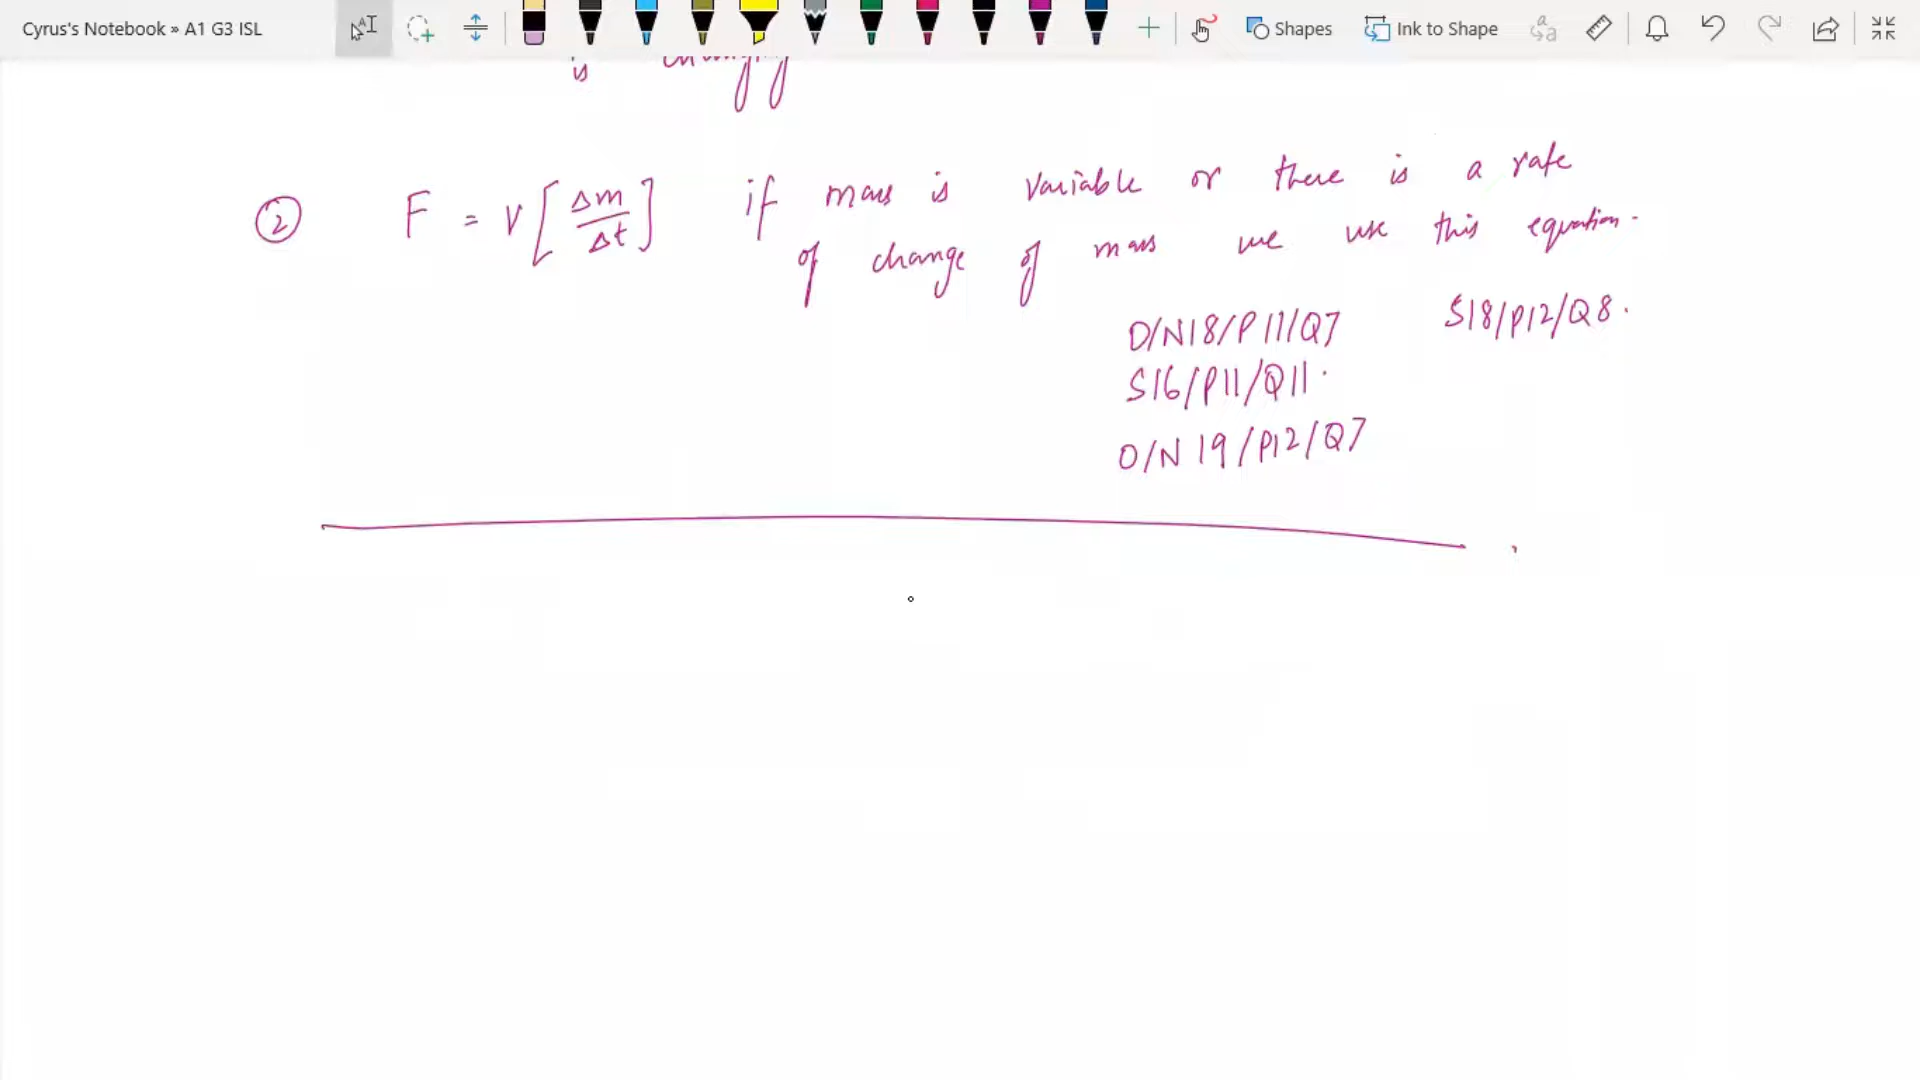 Cyrus's Notebook » A1 G3 ISL
Shapes
Ink to Shape
is changing
② F = v[Δm/Δt] if mass is variable or there is a rate
of change of mass we use this equation.
O/N18/P11/Q7 S18/P12/Q8.
S16/P11/Q11.
O/N 19/P12/Q7